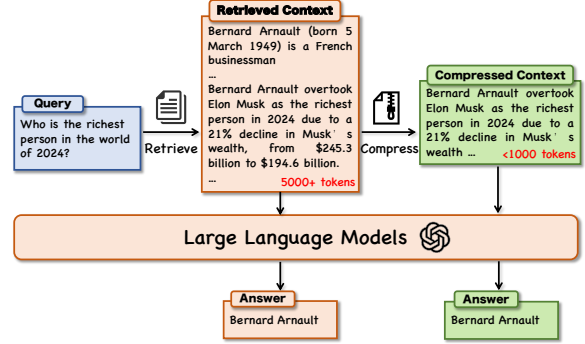 Query
Who is the richest
person in the world
of 2024?
Retrieve
Retrieved Context
Bernard Arnault (born 5
March 1949) is a French
businessman
...
Bernard Arnault overtook
Elon Musk as the richest
person in 2024 due to a
21% decline in Musk's
wealth, from $245.3
billion to $194.6 billion.
... 5000+ tokens
Compress
Compressed Context
Bernard Arnault overtook
Elon Musk as the richest
person in 2024 due to a
21% decline in Musk's
wealth ... <1000 tokens
Large Language Models
Answer
Bernard Arnault
Answer
Bernard Arnault